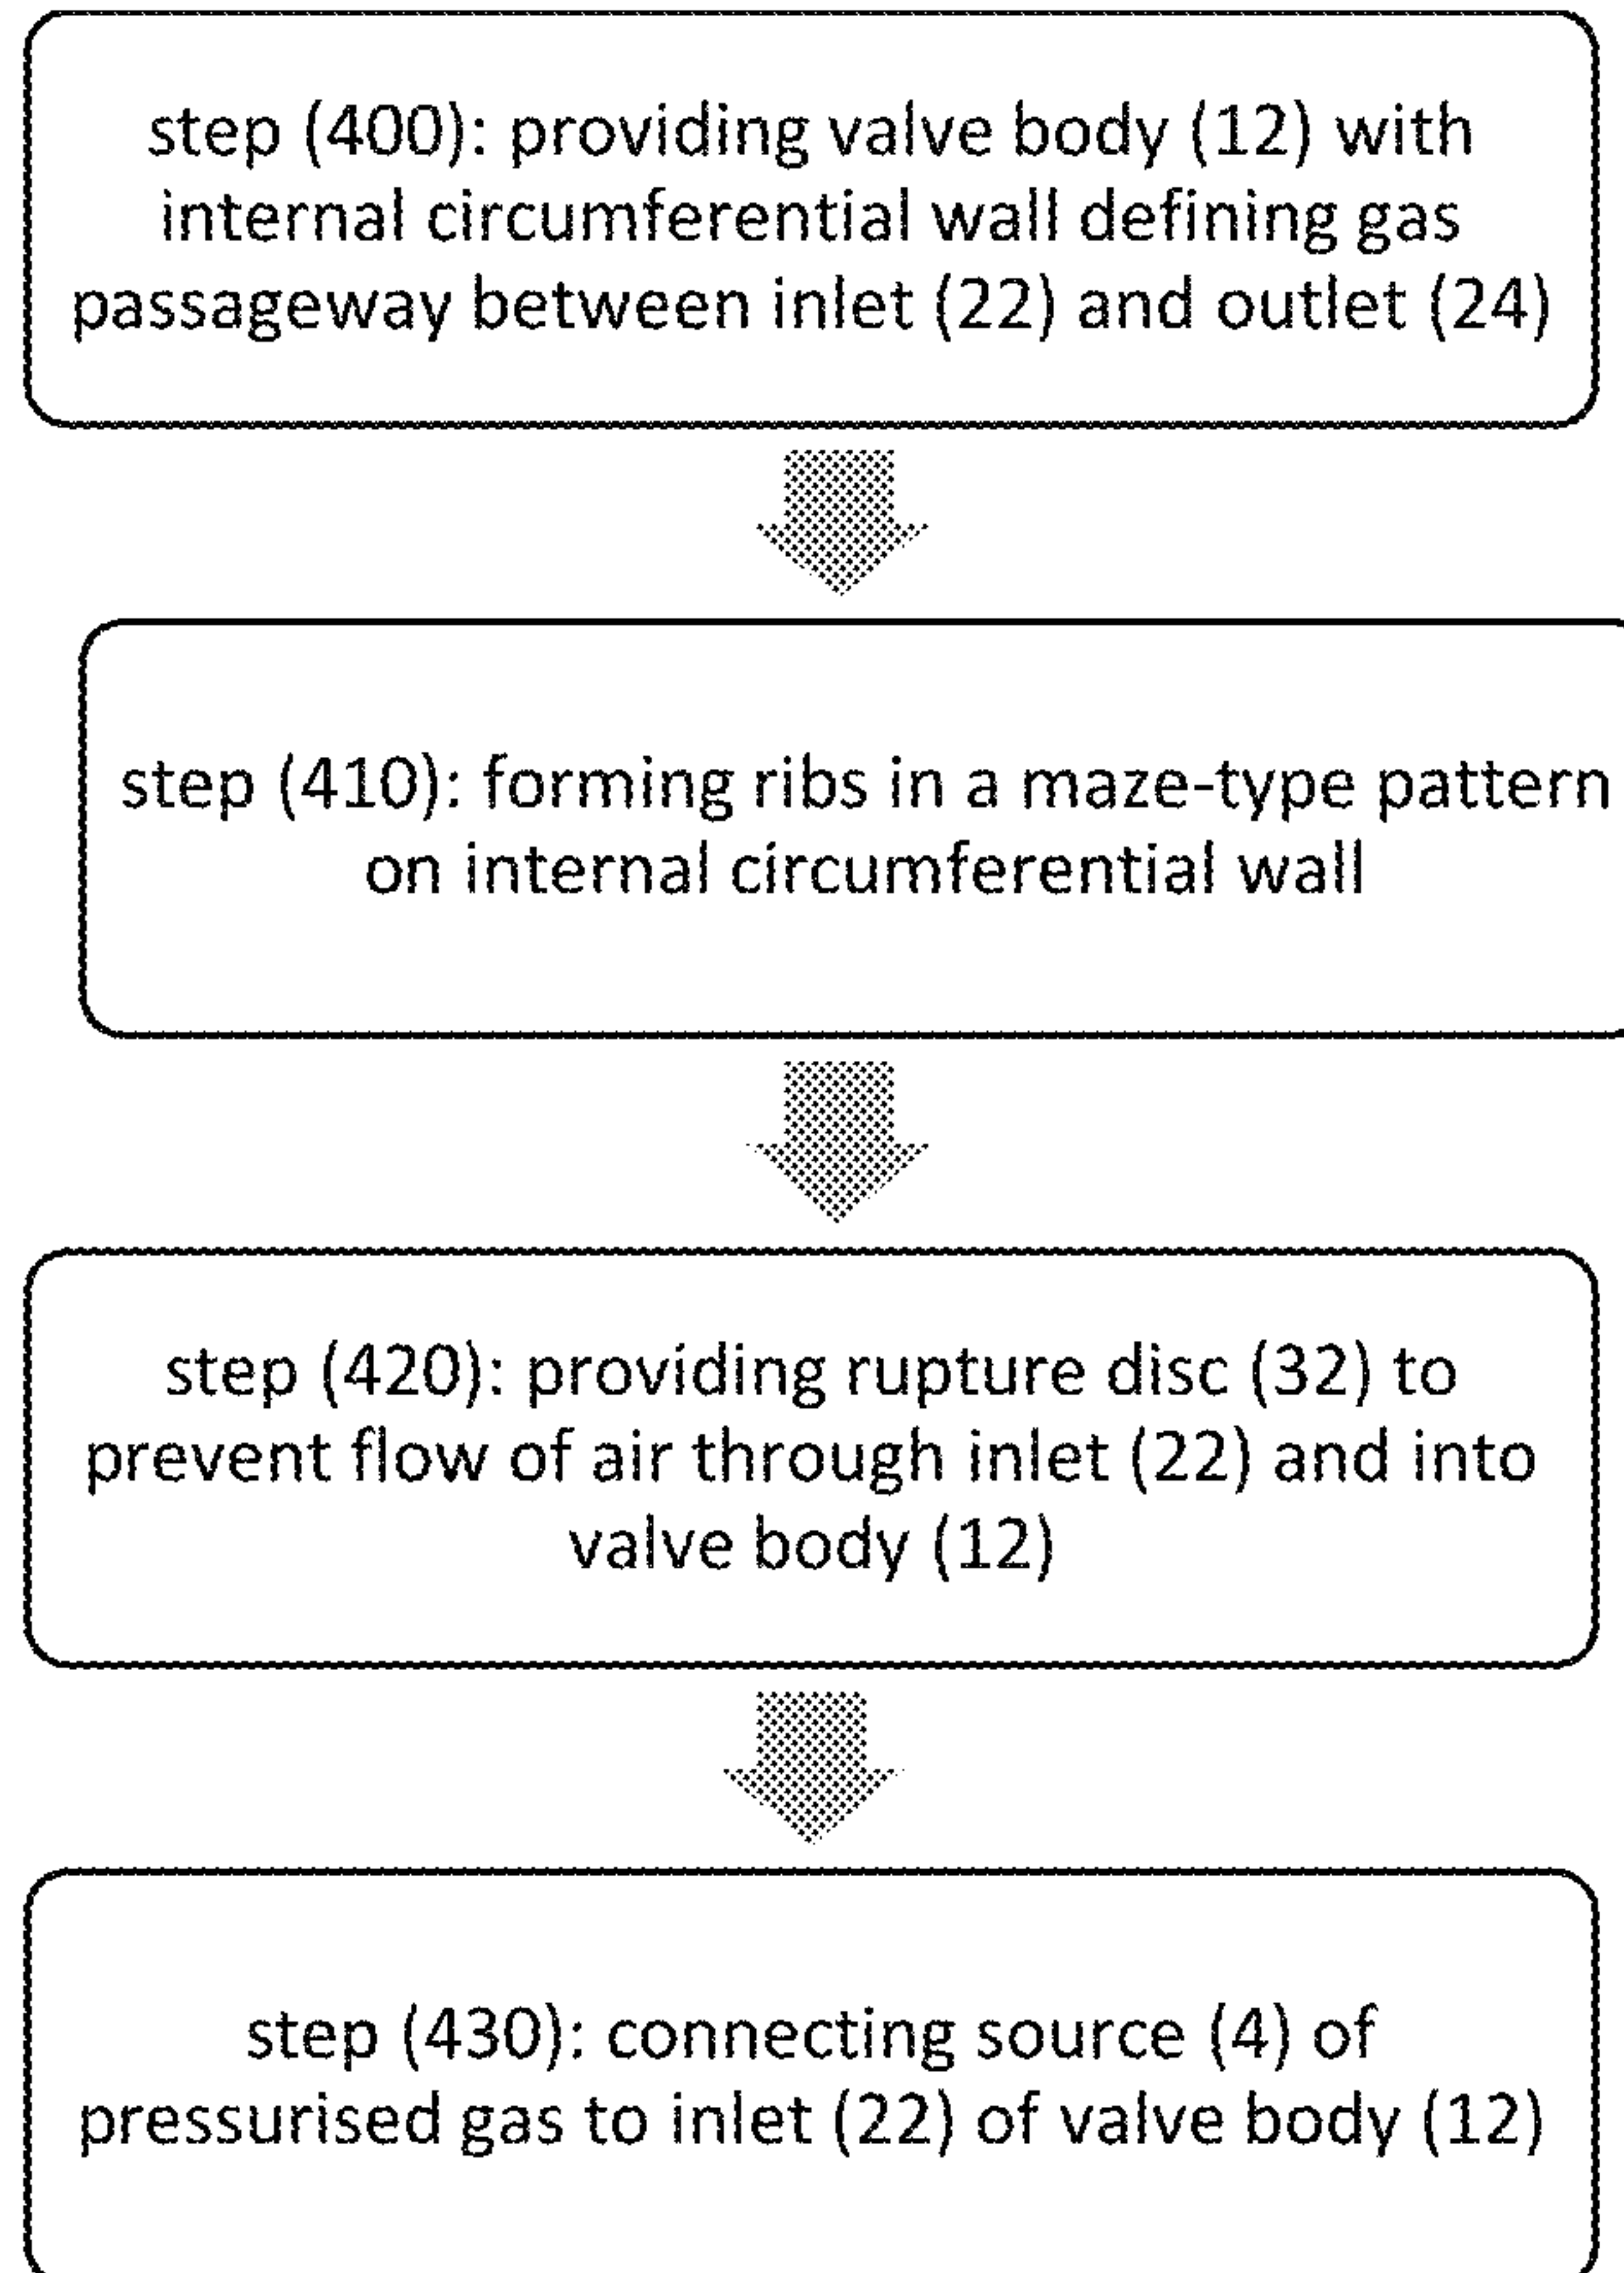 step (400): providing valve body (12) with
internal circumferential wall defining gas
passageway between inlet (22) and outlet (24)
step (410): forming ribs in a maze-type pattern
on internal circumferential wall
step (420): providing rupture disc (32) to
prevent flow of air through inlet (22) and into
valve body (12)
step (430): connecting source (4) of
pressurised gas to inlet (22) of valve body (12)